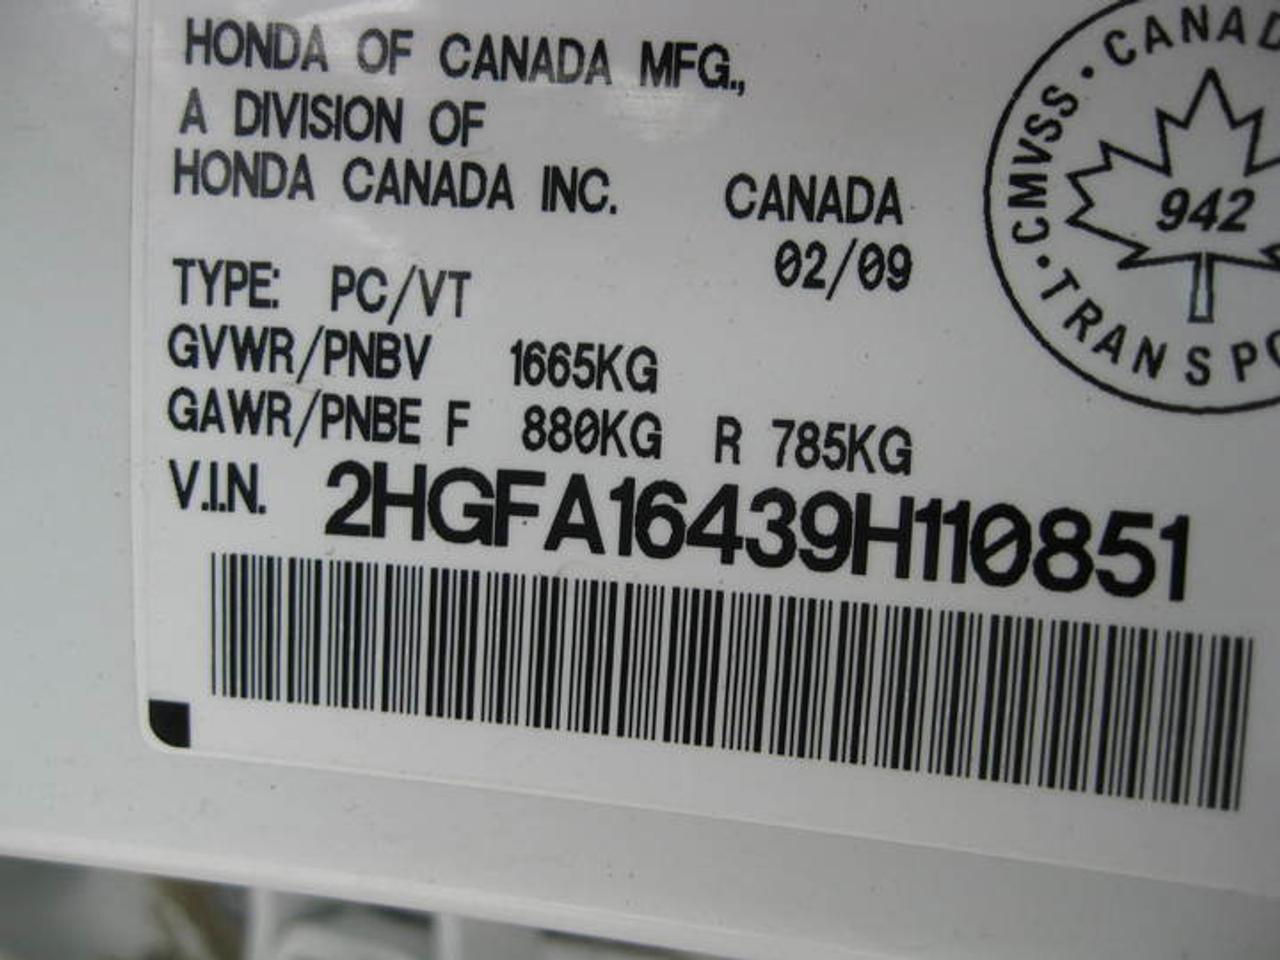 HONDA OF CANADA MFG.,
A DIVISION OF
HONDA CANADA INC. CANADA
02/09
TYPE: PC/VT
GVWR/PNBV 1665KG
GAWR/PNBE F 880KG R 785KG
V.I.N. 2HGFA16439H110851
CMVSS • CANAD
942
• TRANSPO